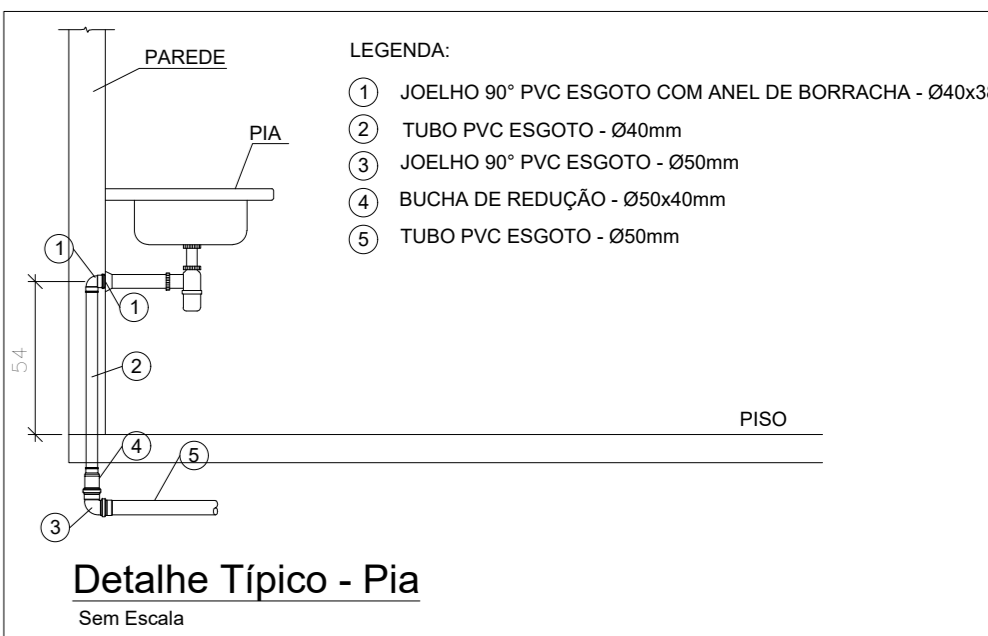 PAREDE
LEGENDA:
1 JOELHO 90° PVC ESGOTO COM ANEL DE BORRACHA - Ø40x38
2 TUBO PVC ESGOTO - Ø40mm
PIA
3 JOELHO 90° PVC ESGOTO - Ø50mm
4 BUCHA DE REDUÇÃO - Ø50x40mm
5 TUBO PVC ESGOTO - Ø50mm
1
1
54
2
PISO
4
5
3
Detalhe Típico - Pia
Sem Escala